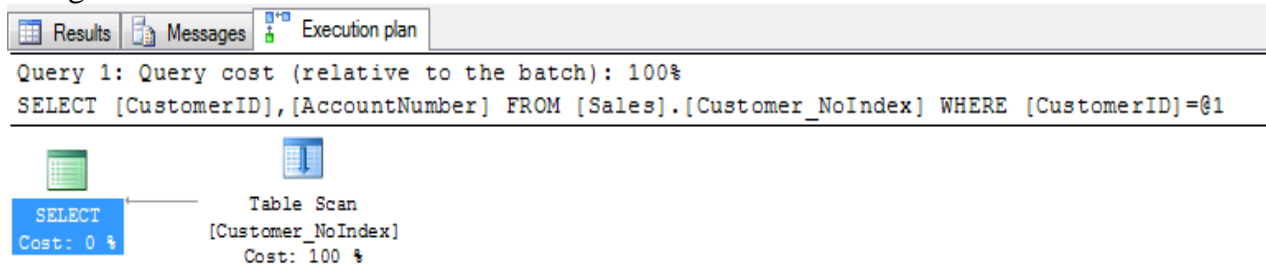 Results Messages Execution plan
Query 1: Query cost (relative to the batch): 100%
SELECT [CustomerID],[AccountNumber] FROM [Sales].[Customer_NoIndex] WHERE [CustomerID]=@1
SELECT
Cost: 0 %
Table Scan
[Customer_NoIndex]
Cost: 100 %